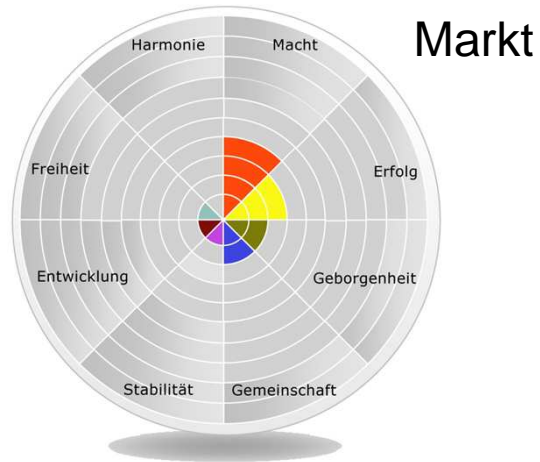 Markt
Harmonie
Macht
Freiheit
Erfolg
Entwicklung
Geborgenheit
Stabilität
Gemeinschaft